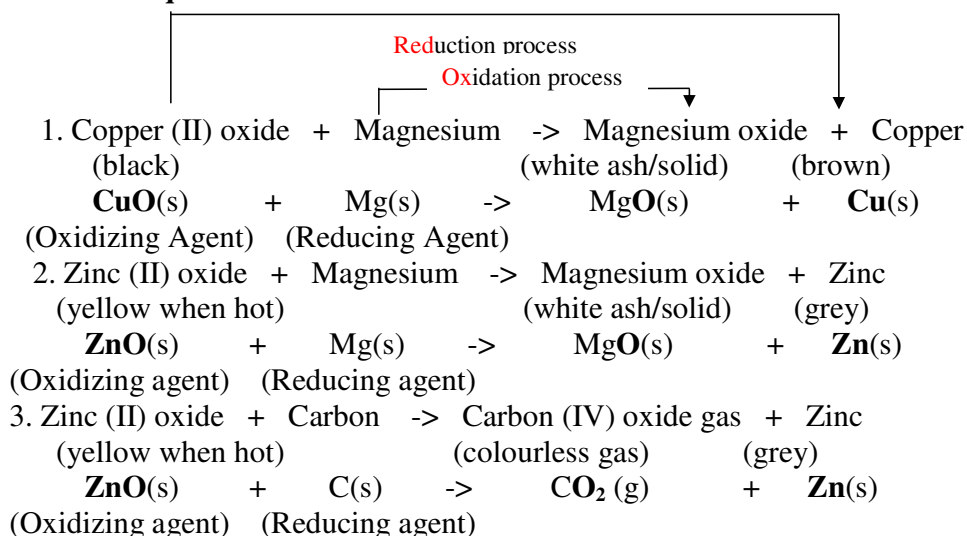 Reduction process
Oxidation process
1. Copper (II) oxide + Magnesium -> Magnesium oxide + Copper
(black) (white ash/solid) (brown)
CuO(s) + Mg(s) -> MgO(s) + Cu(s)
(Oxidizing Agent) (Reducing Agent)
2. Zinc (II) oxide + Magnesium -> Magnesium oxide + Zinc
(yellow when hot) (white ash/solid) (grey)
ZnO(s) + Mg(s) -> MgO(s) + Zn(s)
(Oxidizing agent) (Reducing agent)
3. Zinc (II) oxide + Carbon -> Carbon (IV) oxide gas + Zinc
(yellow when hot) (colourless gas) (grey)
ZnO(s) + C(s) -> CO₂ (g) + Zn(s)
(Oxidizing agent) (Reducing agent)